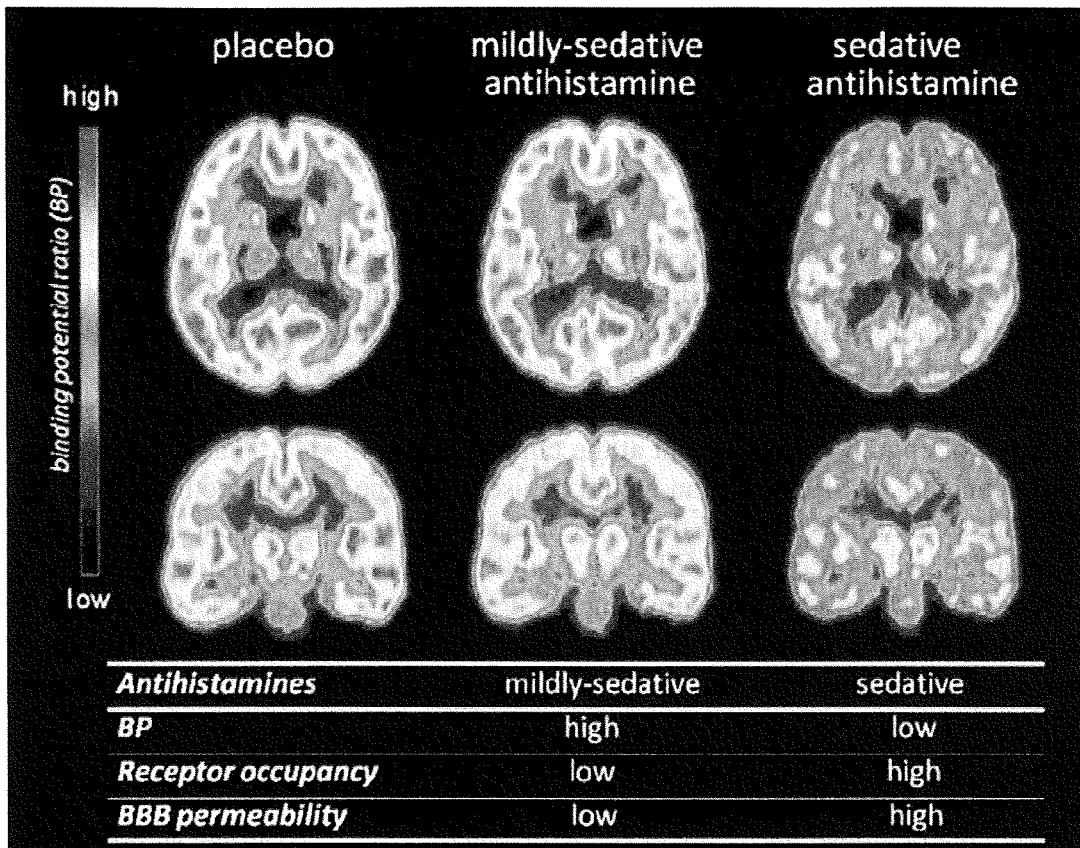 placebo
mildly-sedative
antihistamine
sedative
antihistamine
high
binding potential ratio (BP)
low
Antihistamines mildly-sedative sedative
BP high low
Receptor occupancy low high
BBB permeability low high